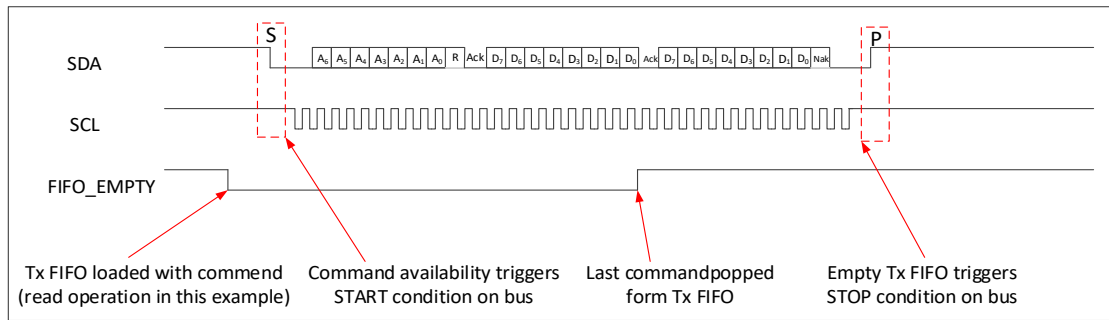 S
P
SDA
A6 A5 A4 A3 A2 A1 A0 R Ack D7 D6 D5 D4 D3 D2 D1 D0 Ack D7 D6 D5 D4 D3 D2 D1 D0 Nak
SCL
FIFO_EMPTY
Tx FIFO loaded with commend
(read operation in this example)
Command availability triggers
START condition on bus
Last commandpopped
form Tx FIFO
Empty Tx FIFO triggers
STOP condition on bus